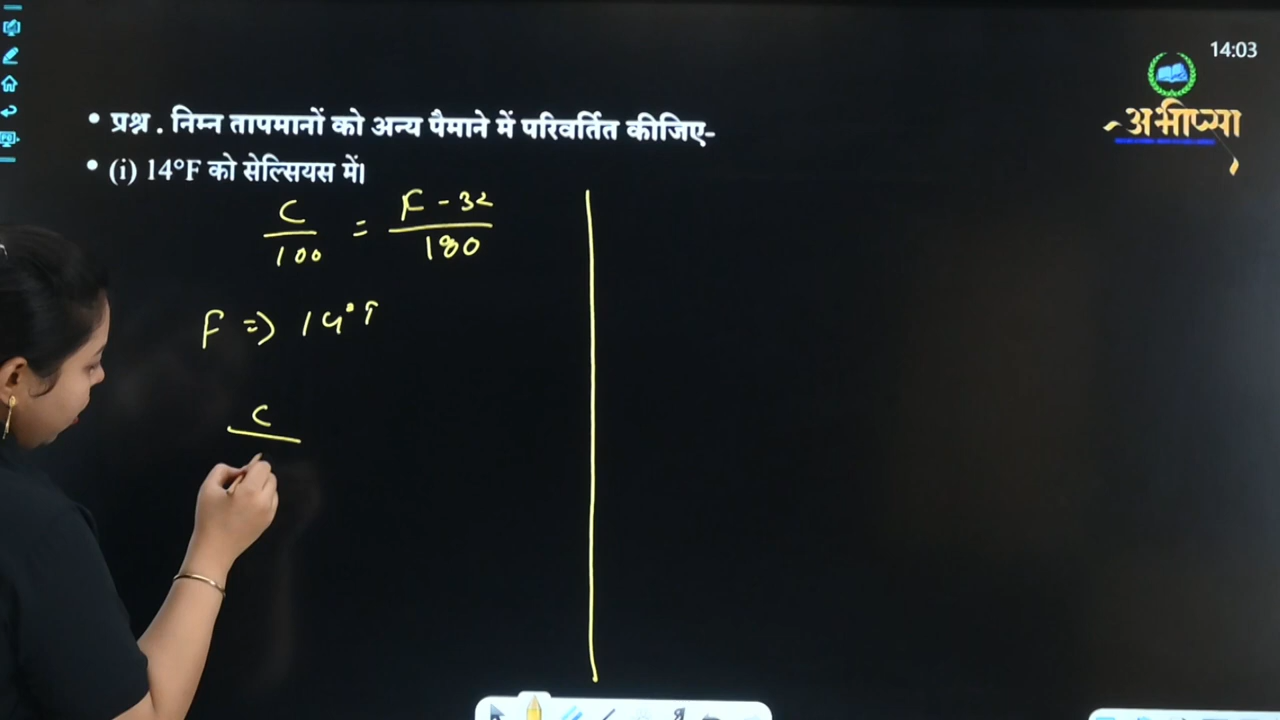 14:03
अभीप्सा
• प्रश्न . निम्न तापमानों को अन्य पैमाने में परिवर्तित कीजिए-
• (i) 14°F को सेल्सियस में।
C/100 = F - 32/180
F => 14°F
C